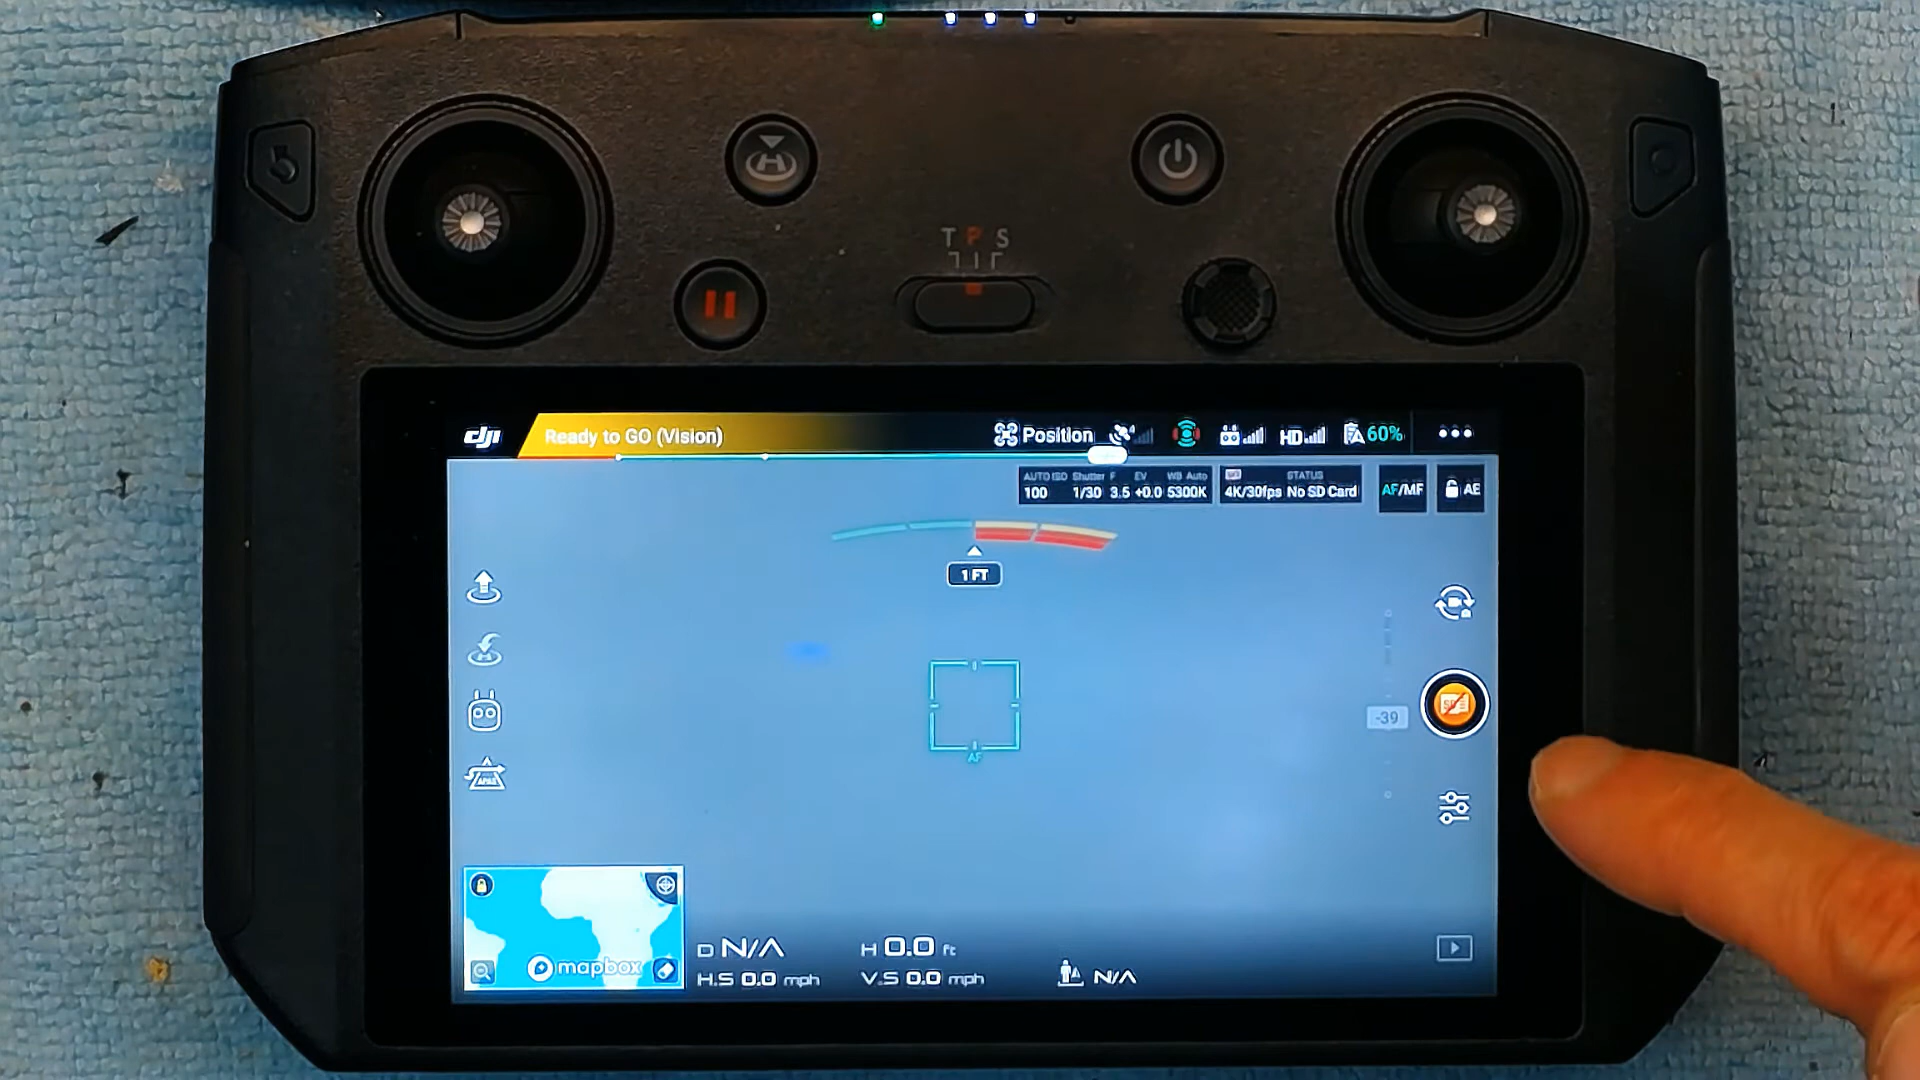 T P S
dji Ready to GO (Vision) Position HD 60%
AUTO ISO Shutter F EV WB Auto STATUS
100 1/30 3.5 +0.0 5300K 4K/30fps No SD Card AF/MF AE
1 FT
-39
AF
APAS
mapbox
D N/A H 0.0 ft
H.S 0.0 mph V.S 0.0 mph N/A